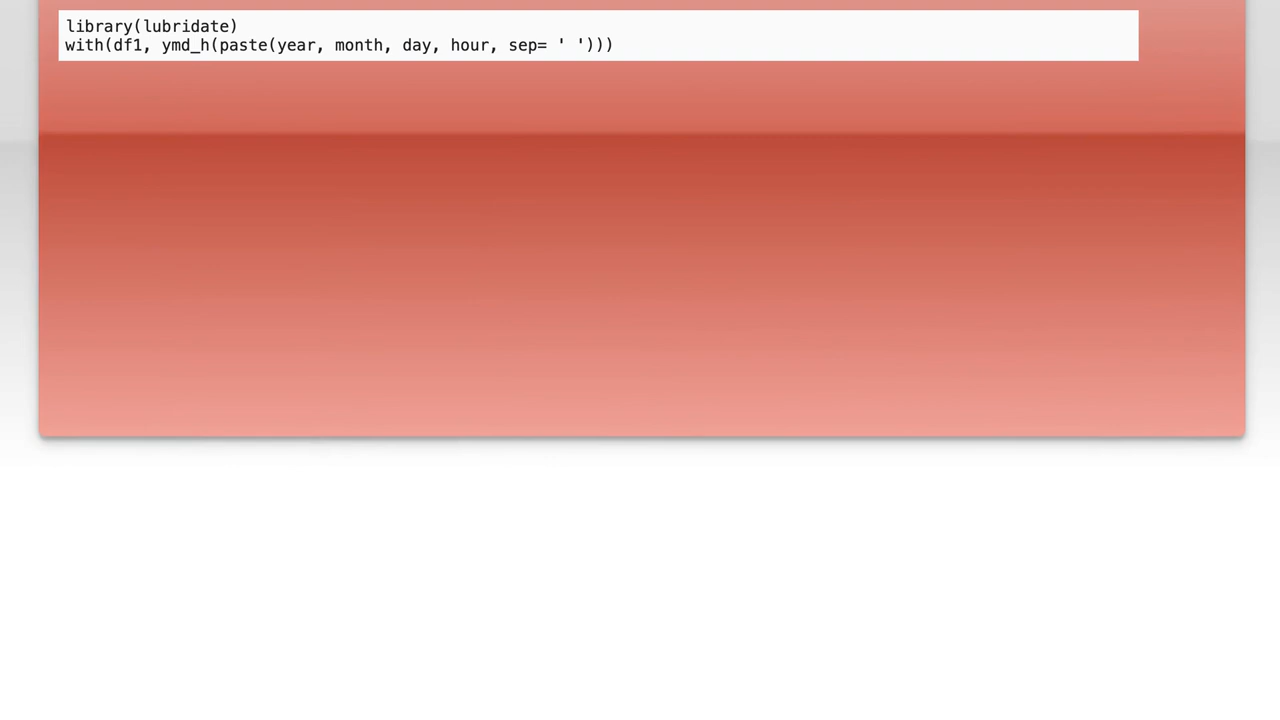 library(lubridate)
with(df1, ymd_h(paste(year, month, day, hour, sep= ' ')))